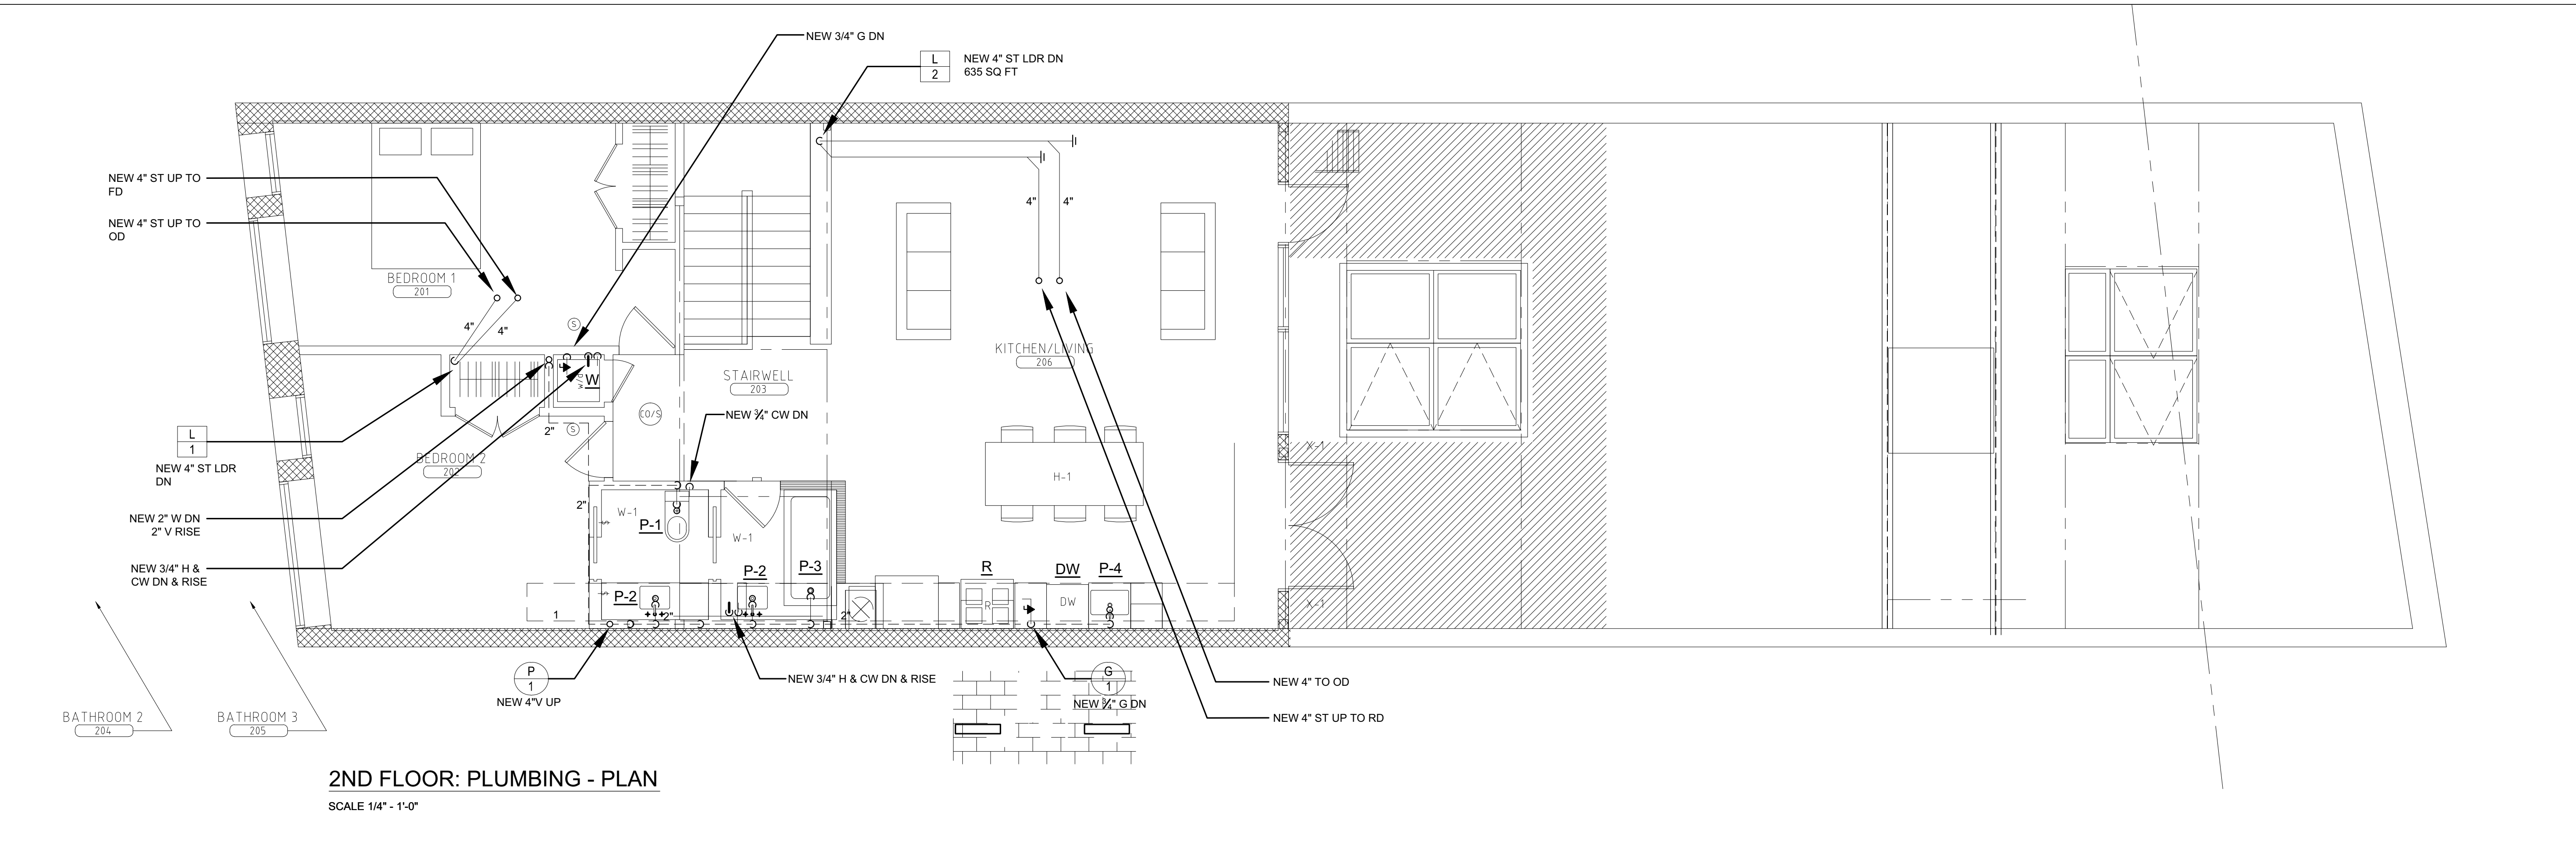 NEW 3/4" G DN
L
2
NEW 4" ST LDR DN
635 SQ FT
NEW 4" ST UP TO
FD
NEW 4" ST UP TO
OD
4"
4"
BEDROOM 1
201
4"
4"
S
KITCHEN/LIVING
206
STAIRWELL
203
W/D
W
CO/S
NEW ¾" CW DN
L
1
NEW 4" ST LDR
DN
2"
S
BEDROOM 2
202
X-1
H-1
NEW 2" W DN
2" V RISE
2"
W-1
P-1
W-1
NEW 3/4" H &
CW DN & RISE
P-2
P-3
R
DW
P-4
P-2
R
DW
X-1
1
2"
2"
P
1
NEW 4"V UP
NEW 3/4" H & CW DN & RISE
G
1
NEW ¾" G DN
NEW 4" TO OD
NEW 4" ST UP TO RD
BATHROOM 2
204
BATHROOM 3
205
2ND FLOOR: PLUMBING - PLAN
SCALE 1/4" - 1'-0"